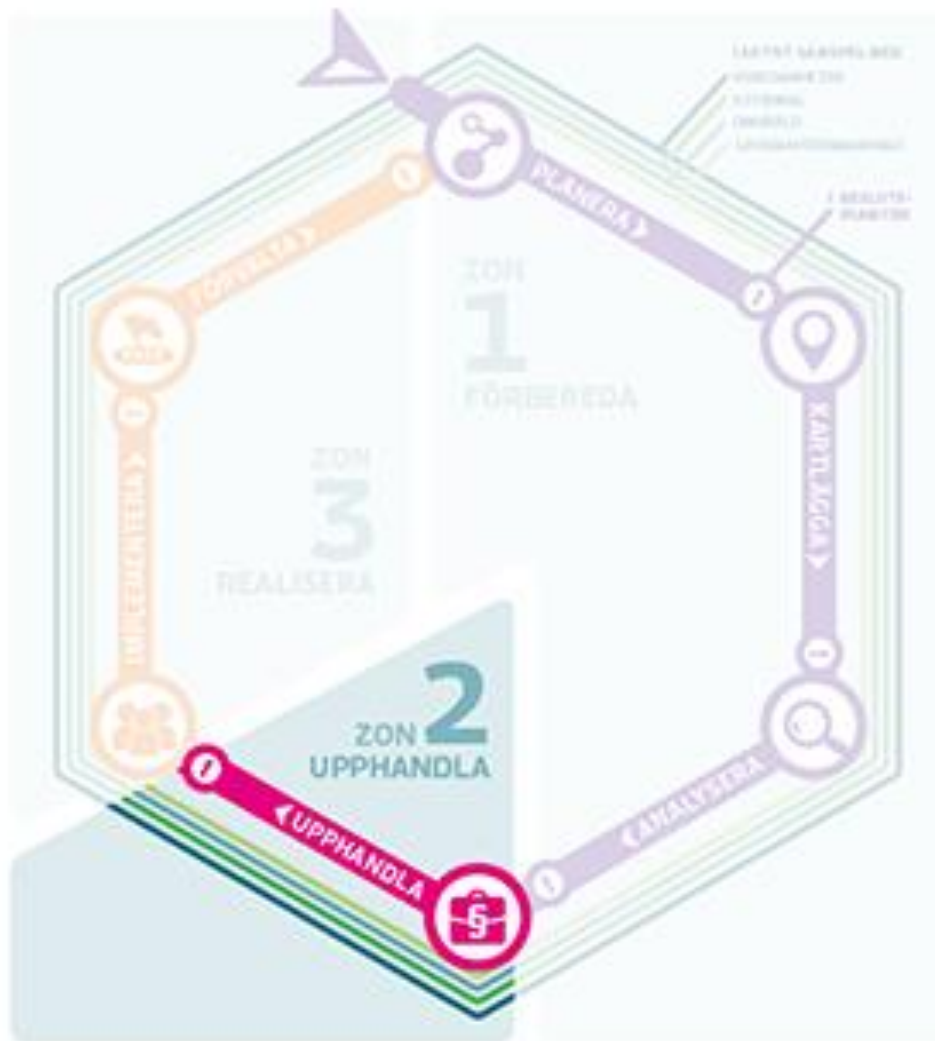 PLANERA
ZON
1
FÖRBEREDA
KARTLÄGGA
FÖRVALTA
ZON
3
REALISERA
IMPLEMENTERA
ZON 2
UPPHANDLA
ANALYSERA
UPPHANDLA
§